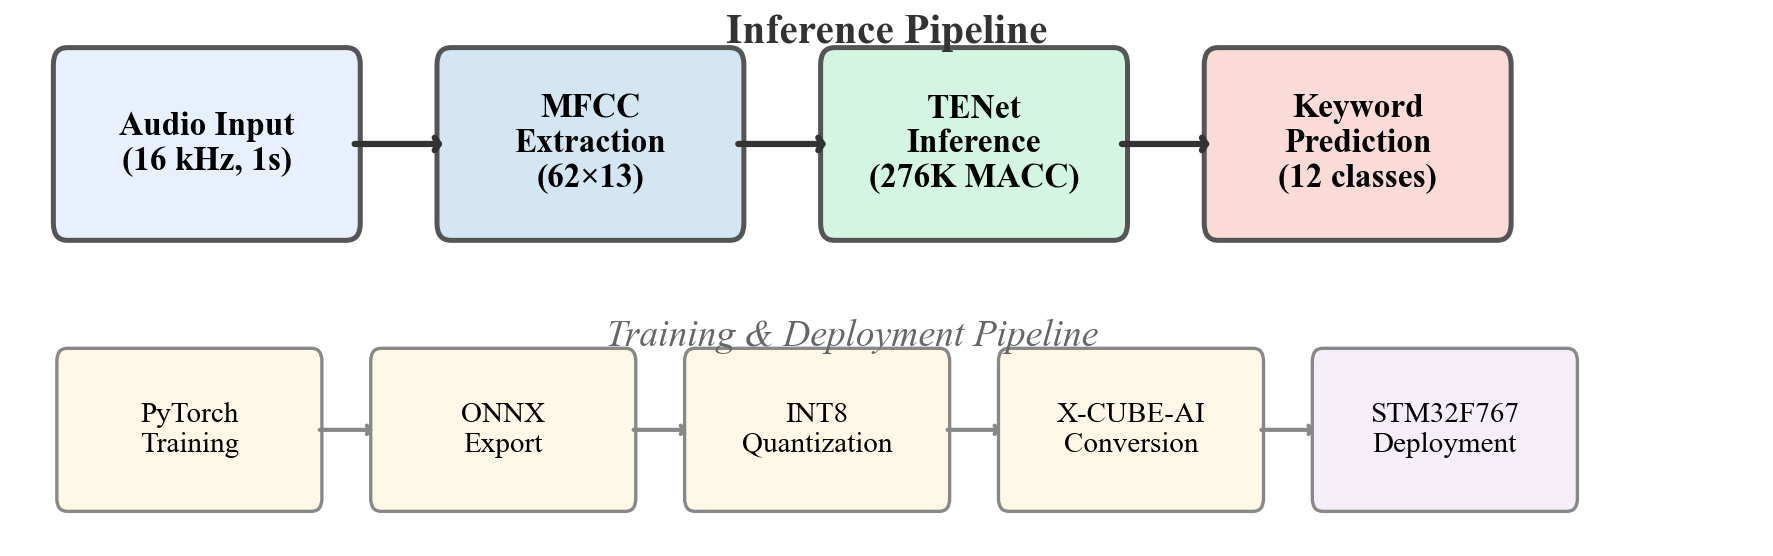 Inference Pipeline
Audio Input
(16 kHz, 1s)
MFCC
Extraction
(62×13)
TENet
Inference
(276K MACC)
Keyword
Prediction
(12 classes)
Training & Deployment Pipeline
PyTorch
Training
ONNX
Export
INT8
Quantization
X-CUBE-AI
Conversion
STM32F767
Deployment